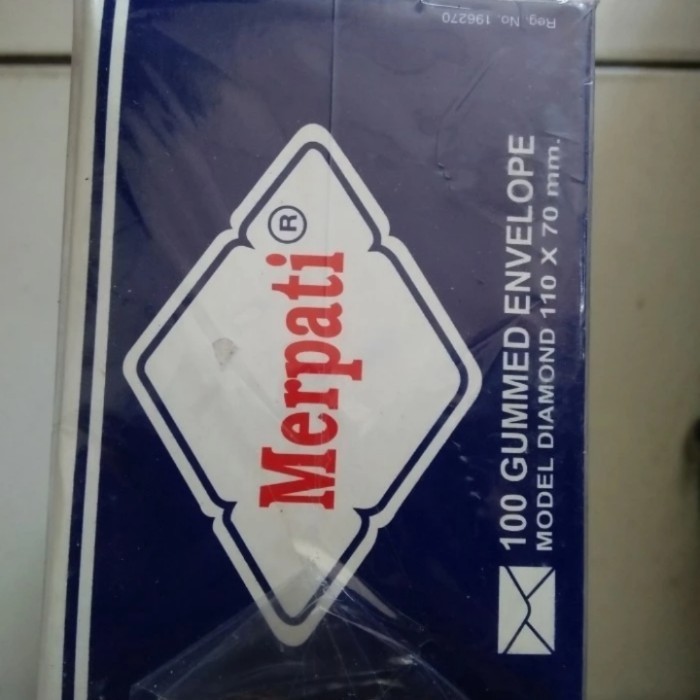 Merpati ®
100 GUMMED ENVELOPE
MODEL DIAMOND 110 X 70 mm.
Reg. No. 196270